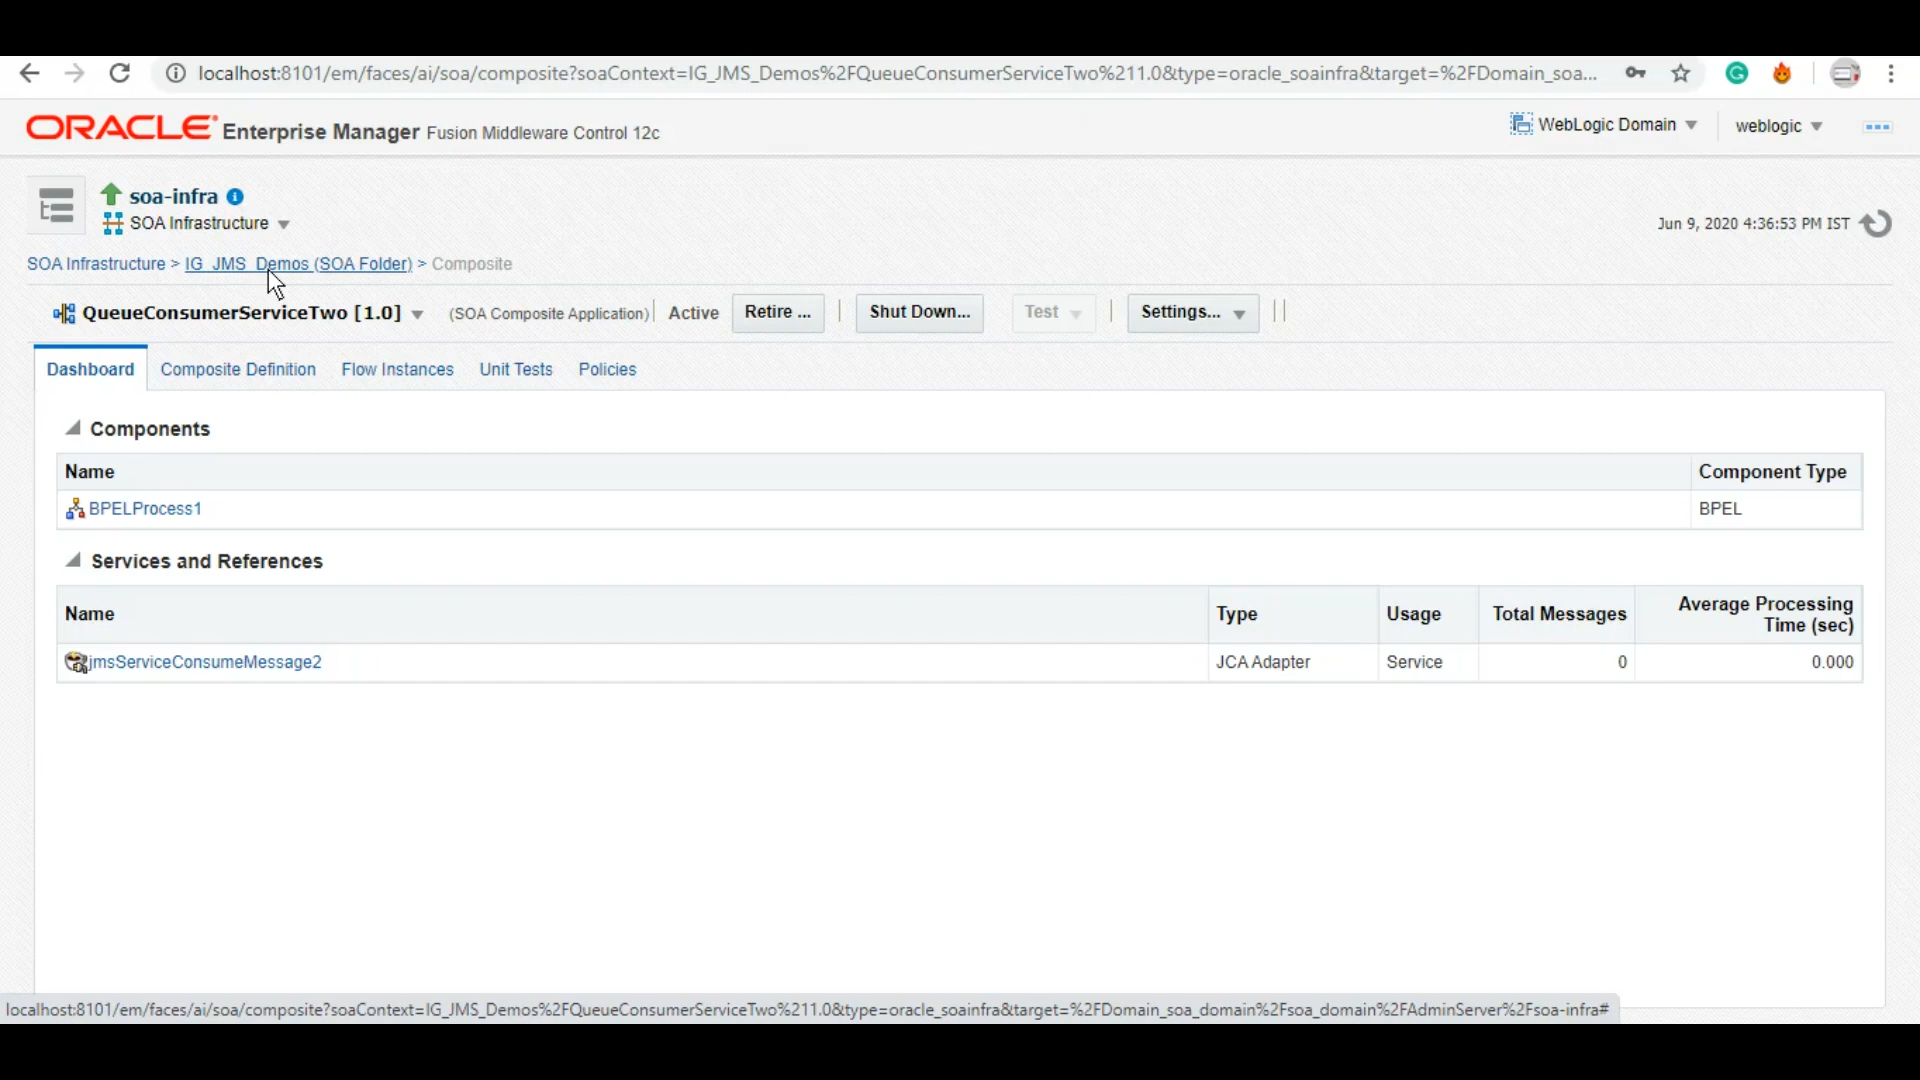 localhost:8101/em/faces/ai/soa/composite?soaContext=IG_JMS_Demos%2FQueueConsumerServiceTwo%211.0&type=oracle_soainfra&target=%2FDomain_soa...
ORACLE Enterprise Manager Fusion Middleware Control 12c
WebLogic Domain
weblogic
soa-infra
SOA Infrastructure
Jun 9, 2020 4:36:53 PM IST
SOA Infrastructure > IG_JMS_Demos (SOA Folder) > Composite
QueueConsumerServiceTwo [1.0] (SOA Composite Application) Active Retire ... Shut Down... Test Settings...
Dashboard Composite Definition Flow Instances Unit Tests Policies
Components
Name Component Type
BPELProcess1 BPEL
Services and References
Name Type Usage Total Messages Average Processing
Time (sec)
jmsServiceConsumeMessage2 JCA Adapter Service 0 0.000
localhost:8101/em/faces/ai/soa/composite?soaContext=IG_JMS_Demos%2FQueueConsumerServiceTwo%211.0&type=oracle_soainfra&target=%2FDomain_soa_domain%2Fsoa_domain%2FAdminServer%2Fsoa-infra#